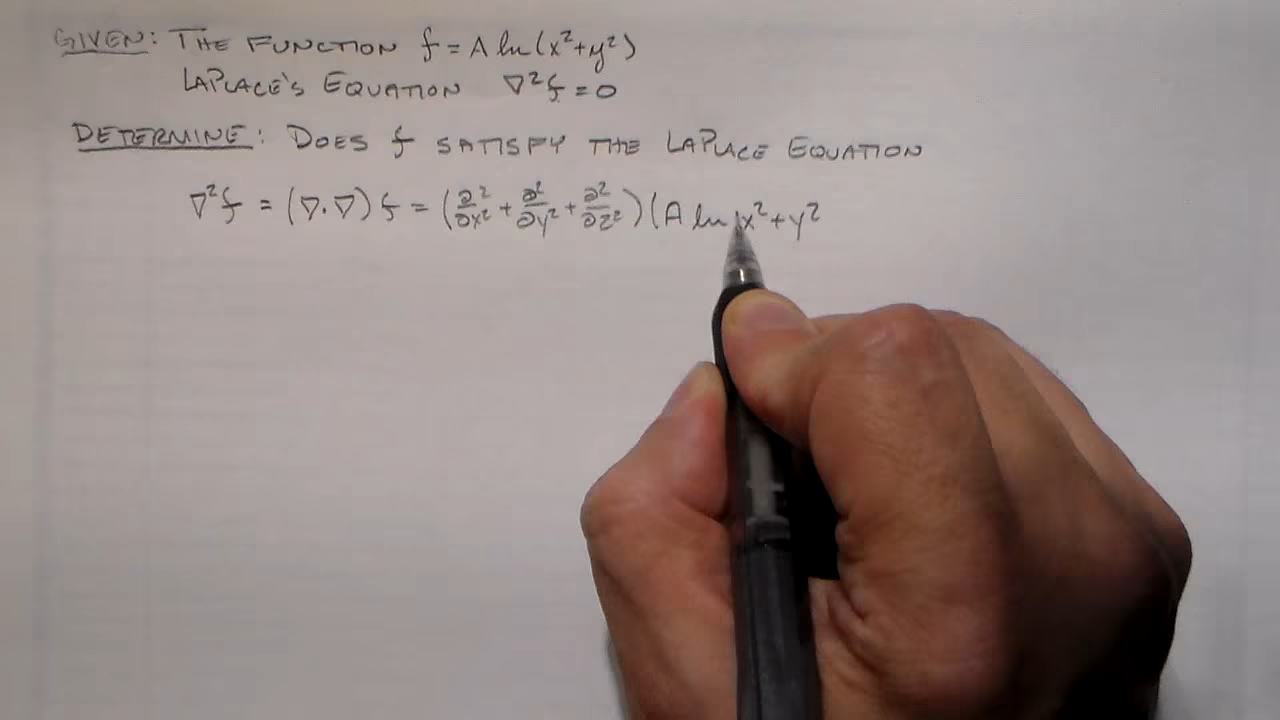 GIVEN: THE FUNCTION f = A ln(x²+y²)
LAPLACE'S EQUATION ∇²f = 0
DETERMINE: DOES f SATISFY THE LAPLACE EQUATION
∇²f = (∇·∇) f = (∂²/∂x² + ∂²/∂y² + ∂²/∂z²)(A ln(x²+y²